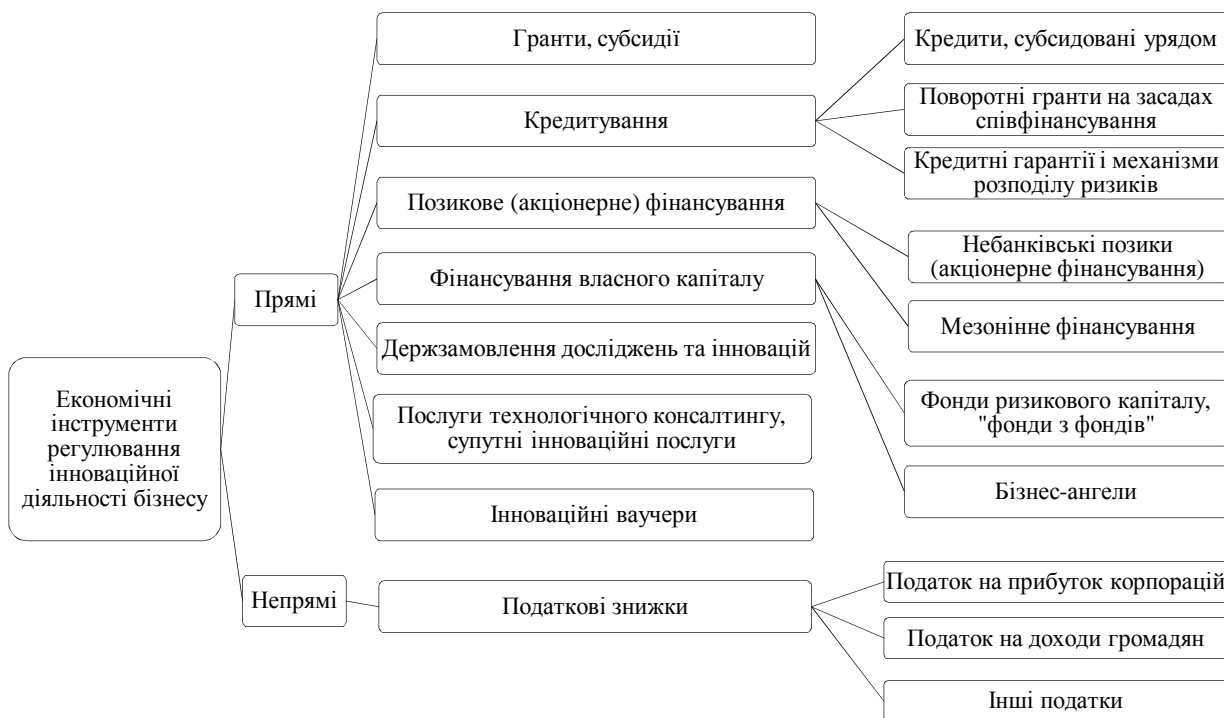 Економічні
інструменти
регулювання
інноваційної
діяльності бізнесу
Прямі
Непрямі
Гранти, субсидії
Кредитування
Позикове (акціонерне) фінансування
Фінансування власного капіталу
Держзамовлення досліджень та інновацій
Послуги технологічного консалтингу,
супутні інноваційні послуги
Інноваційні ваучери
Податкові знижки
Кредити, субсидовані урядом
Поворотні гранти на засадах
співфінансування
Кредитні гарантії і механізми
розподілу ризиків
Небанківські позики
(акціонерне фінансування)
Мезонінне фінансування
Фонди ризикового капіталу,
"фонди з фондів"
Бізнес-ангели
Податок на прибуток корпорацій
Податок на доходи громадян
Інші податки